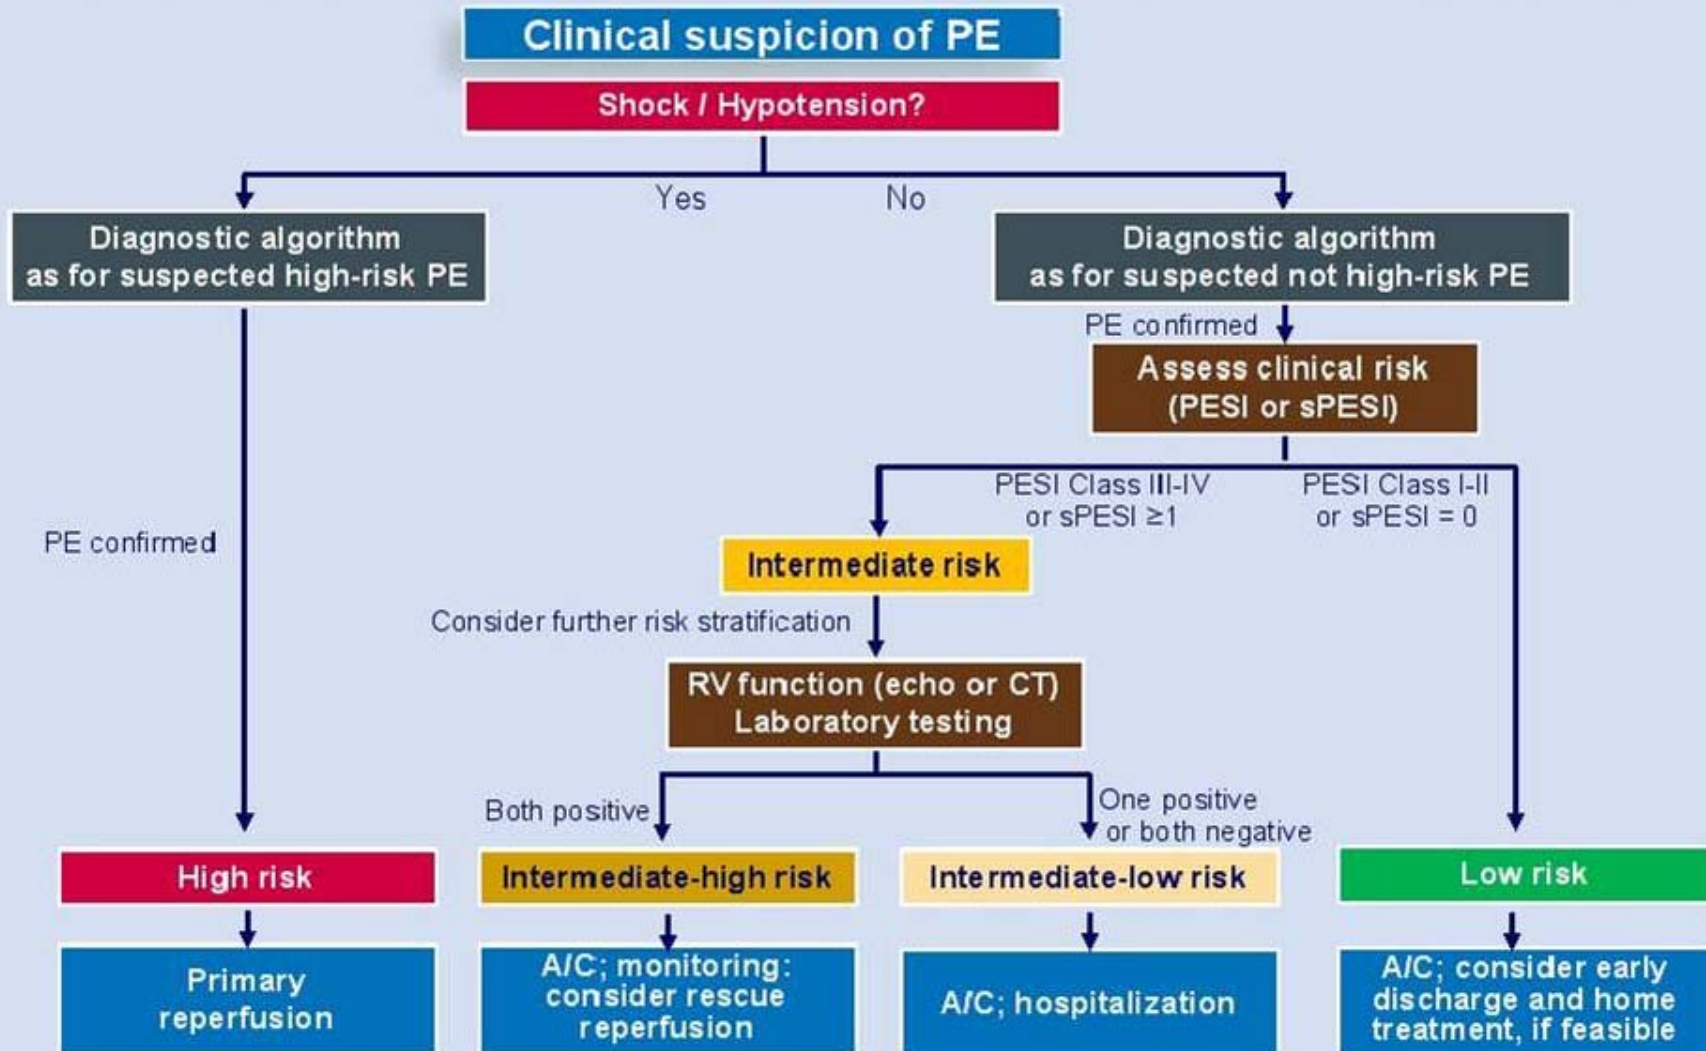 Clinical suspicion of PE
Shock / Hypotension?
Yes
No
Diagnostic algorithm
as for suspected high-risk PE
Diagnostic algorithm
as for suspected not high-risk PE
PE confirmed
Assess clinical risk
(PESI or sPESI)
PESI Class III-IV
or sPESI ≥1
PESI Class I-II
or sPESI = 0
PE confirmed
Intermediate risk
Consider further risk stratification
RV function (echo or CT)
Laboratory testing
Both positive
One positive
or both negative
High risk
Intermediate-high risk
Intermediate-low risk
Low risk
Primary
reperfusion
A/C; monitoring:
consider rescue
reperfusion
A/C; hospitalization
A/C; consider early
discharge and home
treatment, if feasible